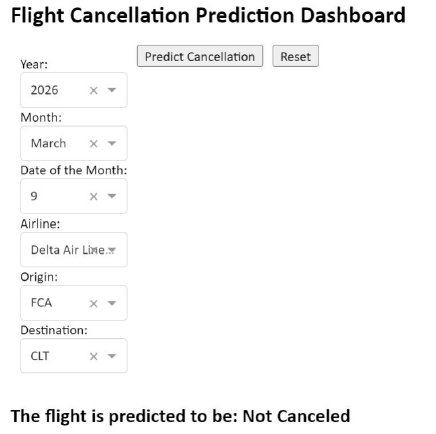 Flight Cancellation Prediction Dashboard
Predict Cancellation Reset
Year:
2026
Month:
March
Date of the Month:
9
Airline:
Delta Air Line...
Origin:
FCA
Destination:
CLT
The flight is predicted to be: Not Canceled